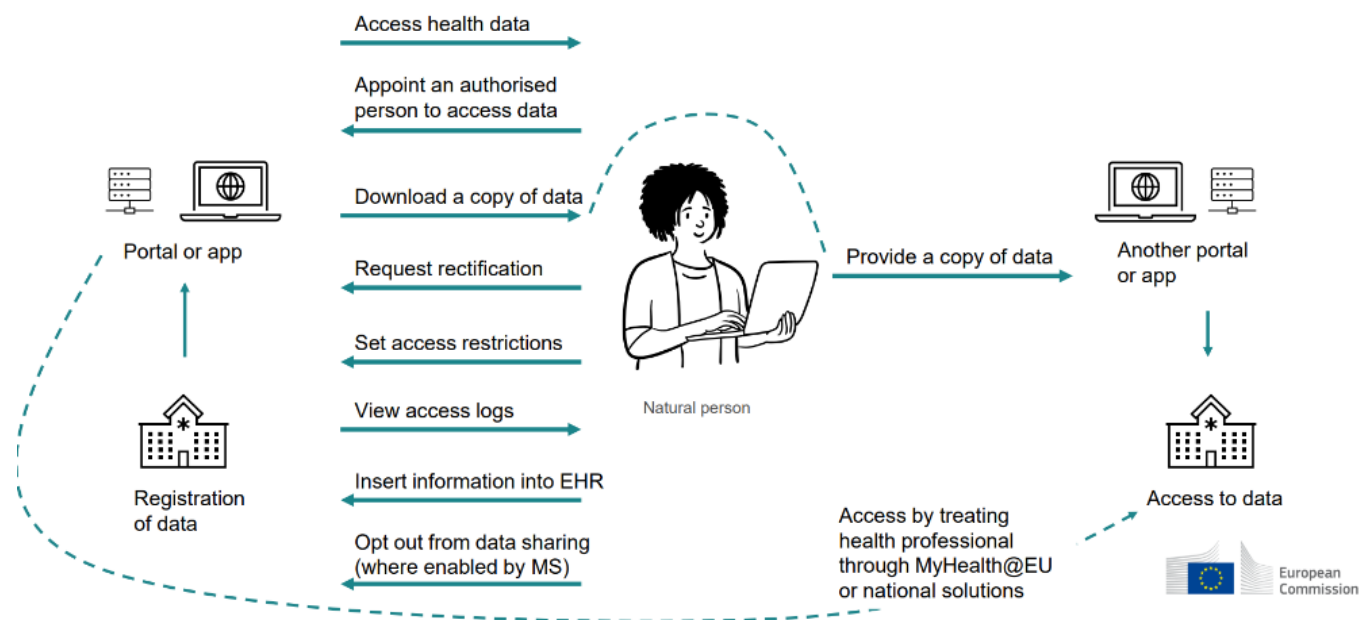 Access health data
Appoint an authorised
person to access data
Download a copy of data
Portal or app
Request rectification
Provide a copy of data
Another portal
or app
Set access restrictions
View access logs
Natural person
Insert information into EHR
Registration
of data
Access to data
Opt out from data sharing
(where enabled by MS)
Access by treating
health professional
through MyHealth@EU
or national solutions
European
Commission